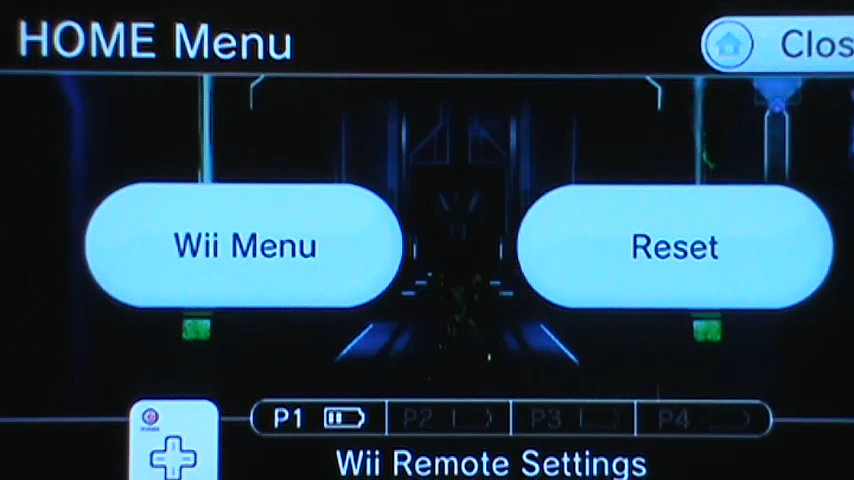 HOME Menu
Clos
Wii Menu
Reset
P1 P2 P3 P4
Wii Remote Settings